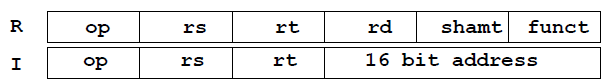 R op rs rt rd shamt funct
I op rs rt 16 bit address